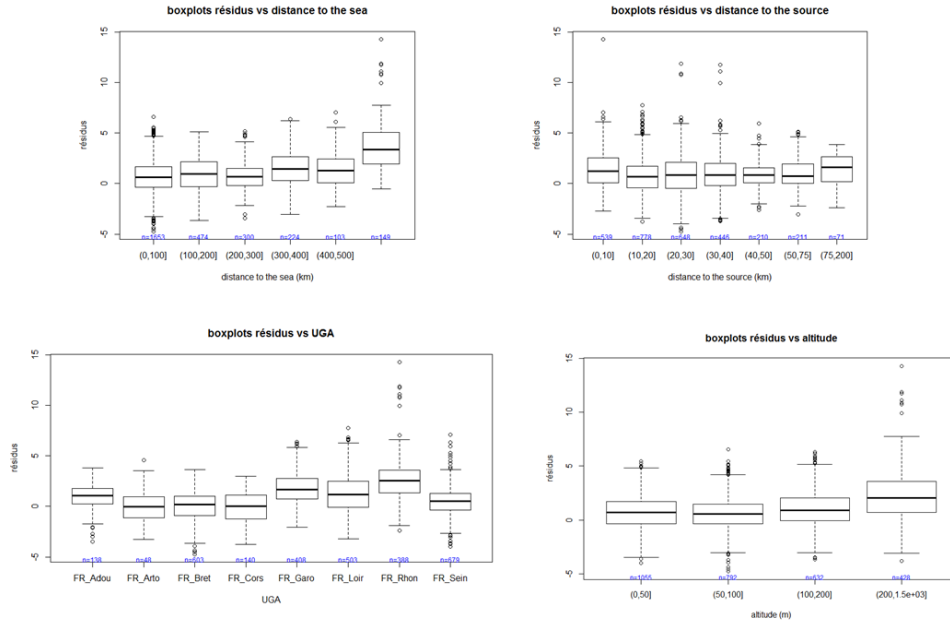 boxplots résidus vs distance to the sea
15
10
5
0
-5
résidus
n=1653 n=474 n=300 n=224 n=103 n=149
(0,100] (100,200] (200,300] (300,400] (400,500]
distance to the sea (km)
boxplots résidus vs distance to the source
15
10
5
0
-5
résidus
n=539 n=778 n=648 n=446 n=210 n=211 n=71
(0,10] (10,20] (20,30] (30,40] (40,50] (50,75] (75,200]
distance to the source (km)
boxplots résidus vs UGA
15
10
5
0
-5
résidus
n=138 n=48 n=140 n=408 n=503 n=388 n=679
FR_Adou FR_Arto FR_Bret FR_Cors FR_Garo FR_Loir FR_Rhon FR_Sein
UGA
boxplots résidus vs altitude
15
10
5
0
-5
résidus
n=1055 n=792 n=632 n=428
(0,50] (50,100] (100,200] (200,1.5e+03]
altitude (m)